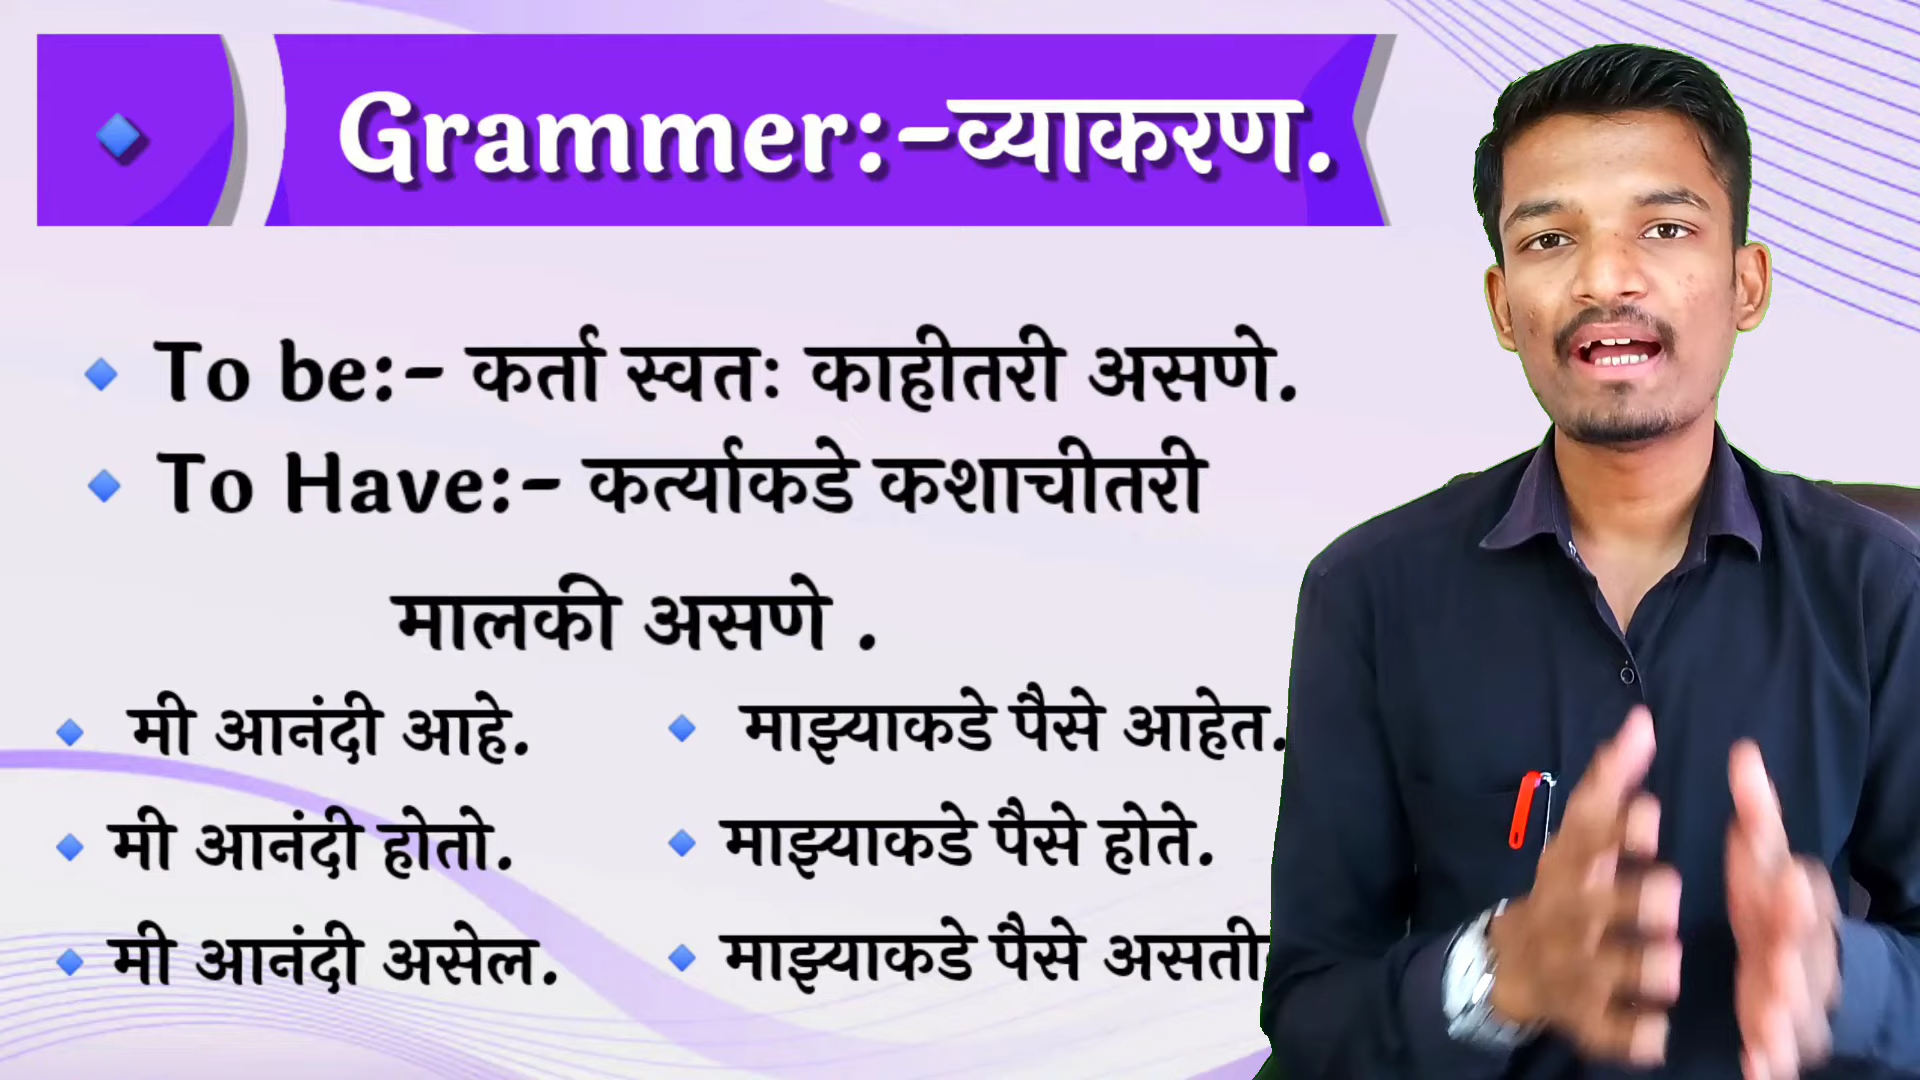 Grammer:-व्याकरण.
To be:- कर्ता स्वतः काहीतरी असणे.
To Have:- कर्त्याकडे कशाचीतरी
मालकी असणे .
मी आनंदी आहे.
माझ्याकडे पैसे आहेत.
मी आनंदी होतो.
माझ्याकडे पैसे होते.
मी आनंदी असेल.
माझ्याकडे पैसे